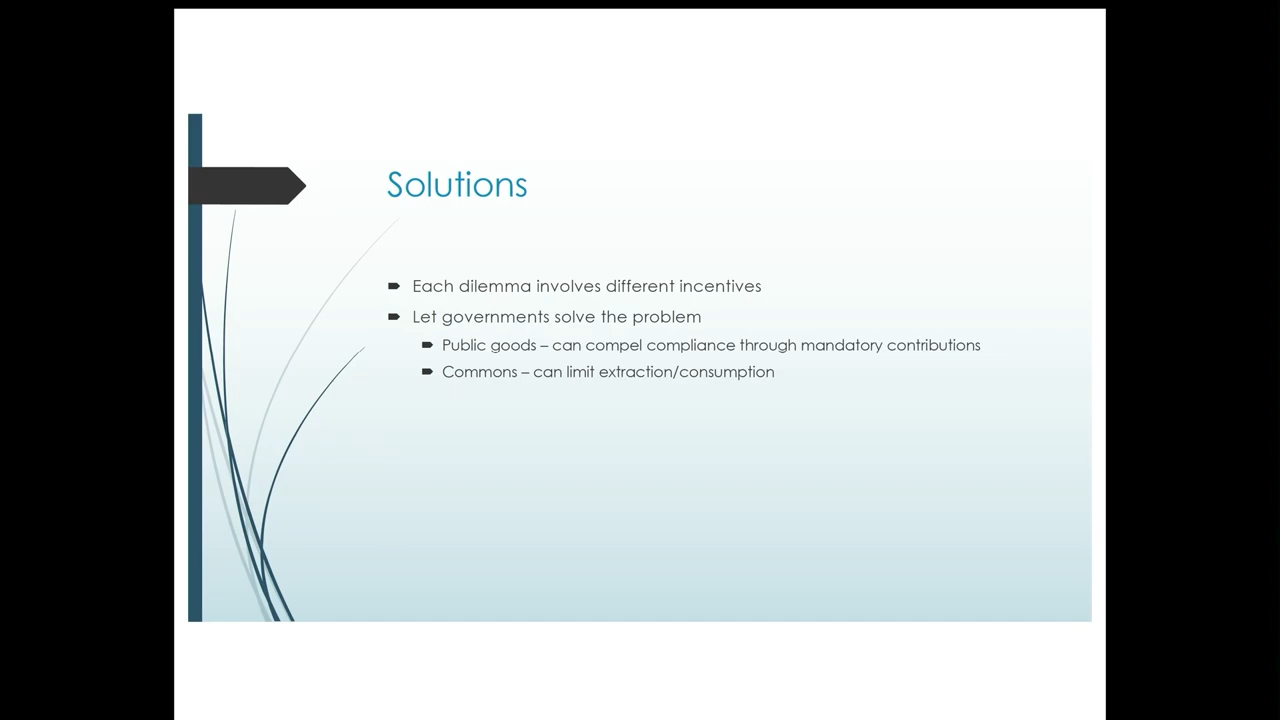 Solutions
Each dilemma involves different incentives
Let governments solve the problem
Public goods – can compel compliance through mandatory contributions
Commons – can limit extraction/consumption